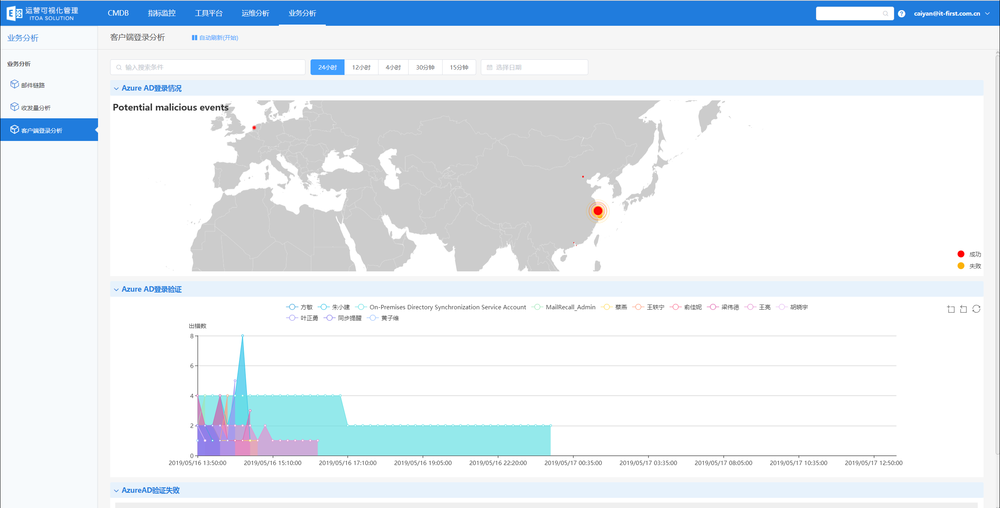 运营可视化管理
ITOA SOLUTION
CMDB 指标监控 工具平台 运维分析 业务分析
caiyan@it-first.com.cn
业务分析
客户端登录分析 自动刷新(开始)
业务分析
邮件链路
收发量分析
客户端登录分析
输入搜索条件 24小时 12小时 4小时 30分钟 15分钟 选择日期
Azure AD登录情况
Potential malicious events
成功
失败
Azure AD登录验证
方敏 朱小建 On-Premises Directory Synchronization Service Account MailRecall_Admin 蔡燕 王轶宁 俞佳妮 梁伟德 王亮 胡晓宇
叶正勇 同步提醒 黄子维
出错数
8
6
4
2
0
2019/05/16 13:50:00 2019/05/16 15:10:00 2019/05/16 17:10:00 2019/05/16 19:05:00 2019/05/16 22:20:00 2019/05/17 00:35:00 2019/05/17 03:35:00 2019/05/17 08:05:00 2019/05/17 10:35:00 2019/05/17 12:50:00
AzureAD验证失败